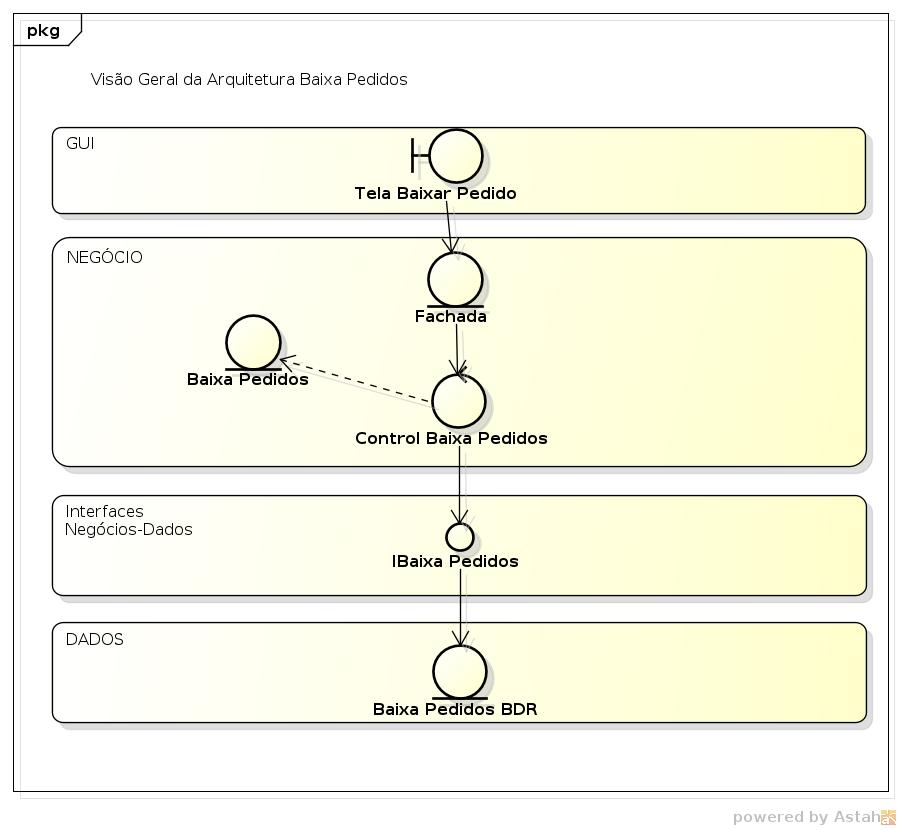 pkg
Visão Geral da Arquitetura Baixa Pedidos
GUI
Tela Baixar Pedido
NEGÓCIO
Fachada
Baixa Pedidos
Control Baixa Pedidos
Interfaces
Negócios-Dados
IBaixa Pedidos
DADOS
Baixa Pedidos BDR
powered by Astah